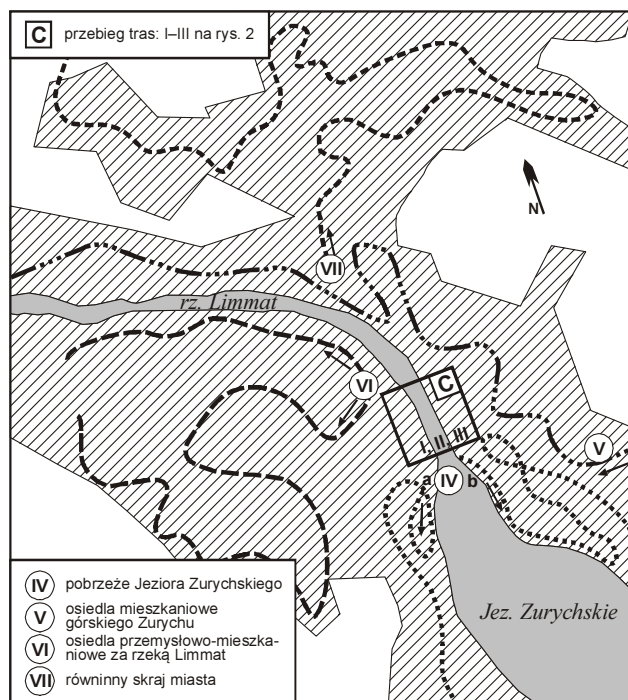 C przebieg tras: I–III na rys. 2
N
VII
rz. Limmat
VI
C
I, II, III
V
a IV b
Jez. Zurychskie
IV pobrzeże Jeziora Zurychskiego
V osiedla mieszkaniowe
górskiego Zurychu
VI osiedla przemysłowo-mieszka-
niowe za rzeką Limmat
VII równinny skraj miasta